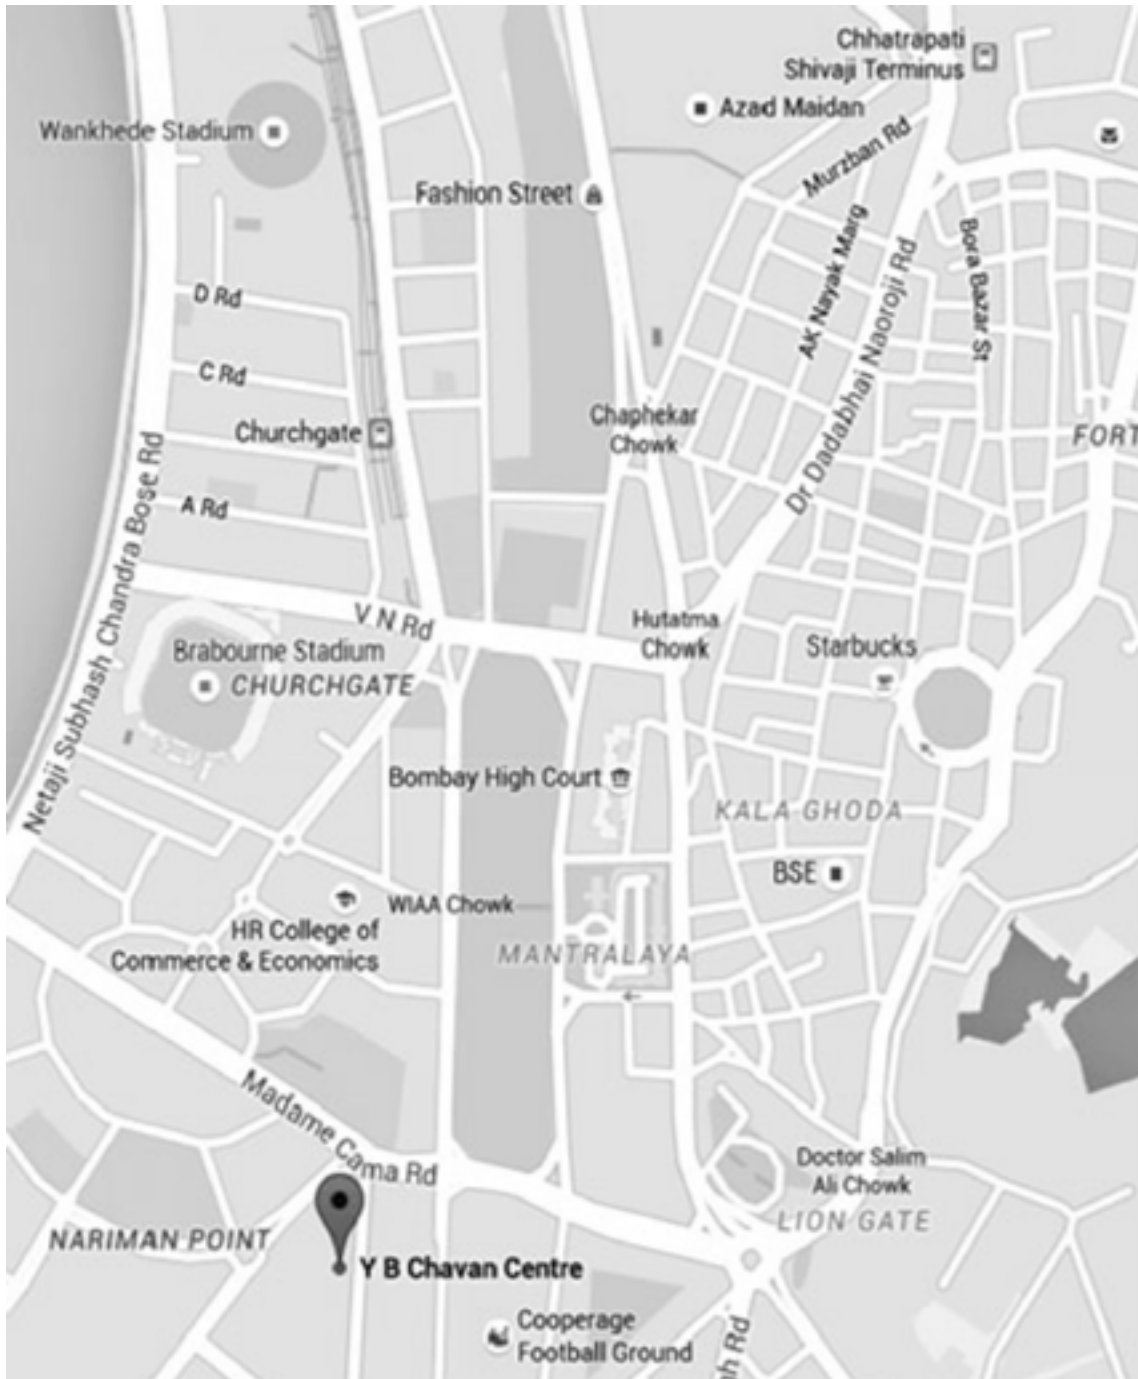 Chhatrapati
Shivaji Terminus
Azad Maidan
Wankhede Stadium
Murzban Rd
Fashion Street
AK Nayak Marg
Bora Bazar St
Dr Dadabhai Naoroji Rd
D Rd
C Rd
Chaphekar
Chowk
Churchgate
FORT
A Rd
Netaji Subhash Chandra Bose Rd
V N Rd
Hutatma
Chowk
Brabourne Stadium
CHURCHGATE
Starbucks
Bombay High Court
KALA GHODA
BSE
WIAA Chowk
HR College of
Commerce & Economics
MANTRALAYA
Madame Cama Rd
Doctor Salim
Ali Chowk
LION GATE
NARIMAN POINT
Y B Chavan Centre
Cooperage
Football Ground
Rd